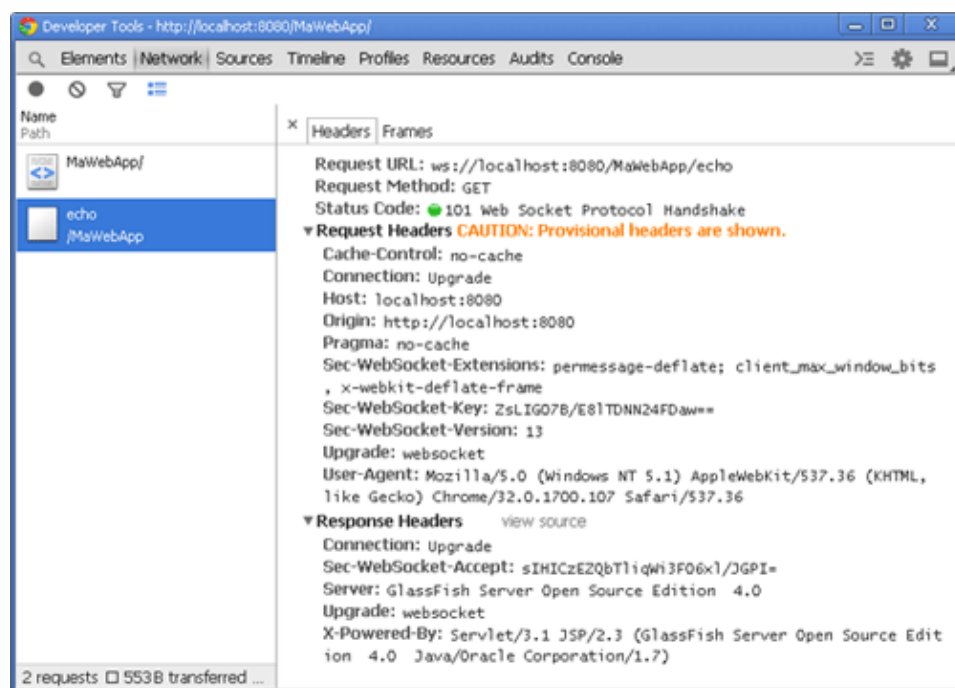 Developer Tools - http://localhost:8080/MaWebApp/
Elements Network Sources Timeline Profiles Resources Audits Console
Name
Path
× Headers Frames
MaWebApp/
echo
/MaWebApp
Request URL: ws://localhost:8080/MaWebApp/echo
Request Method: GET
Status Code: 101 Web Socket Protocol Handshake
▼Request Headers CAUTION: Provisional headers are shown.
Cache-Control: no-cache
Connection: Upgrade
Host: localhost:8080
Origin: http://localhost:8080
Pragma: no-cache
Sec-WebSocket-Extensions: permessage-deflate; client_max_window_bits
, x-webkit-deflate-frame
Sec-WebSocket-Key: ZsLIGO7B/E8lTDNN24FDaw==
Sec-WebSocket-Version: 13
Upgrade: websocket
User-Agent: Mozilla/5.0 (Windows NT 5.1) AppleWebKit/537.36 (KHTML,
like Gecko) Chrome/32.0.1700.107 Safari/537.36
▼Response Headers view source
Connection: Upgrade
Sec-WebSocket-Accept: sIHICzEZQbTliqWi3FO6xl/JGPI=
Server: GlassFish Server Open Source Edition 4.0
Upgrade: websocket
X-Powered-By: Servlet/3.1 JSP/2.3 (GlassFish Server Open Source Edit
ion 4.0 Java/Oracle Corporation/1.7)
2 requests □ 553 B transferred ...